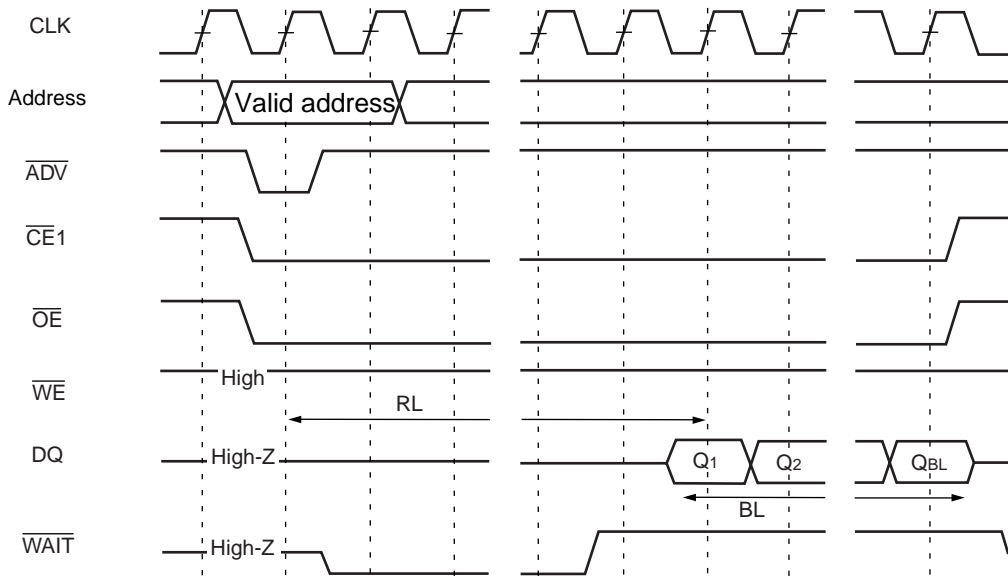 CLK
Address
Valid address
ADV
CE1
OE
WE
High
RL
DQ
High-Z
Q1
Q2
QBL
BL
WAIT
High-Z